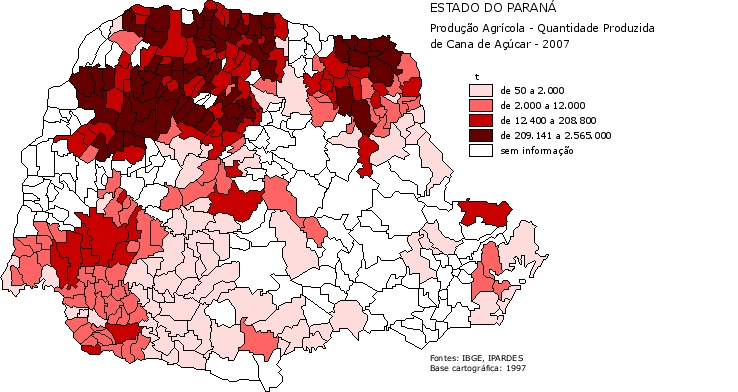 ESTADO DO PARANÁ
Produção Agrícola - Quantidade Produzida
de Cana de Açúcar - 2007
t
de 50 a 2.000
de 2.000 a 12.000
de 12.400 a 208.800
de 209.141 a 2.565.000
sem informação
Fontes: IBGE, IPARDES
Base cartográfica: 1997